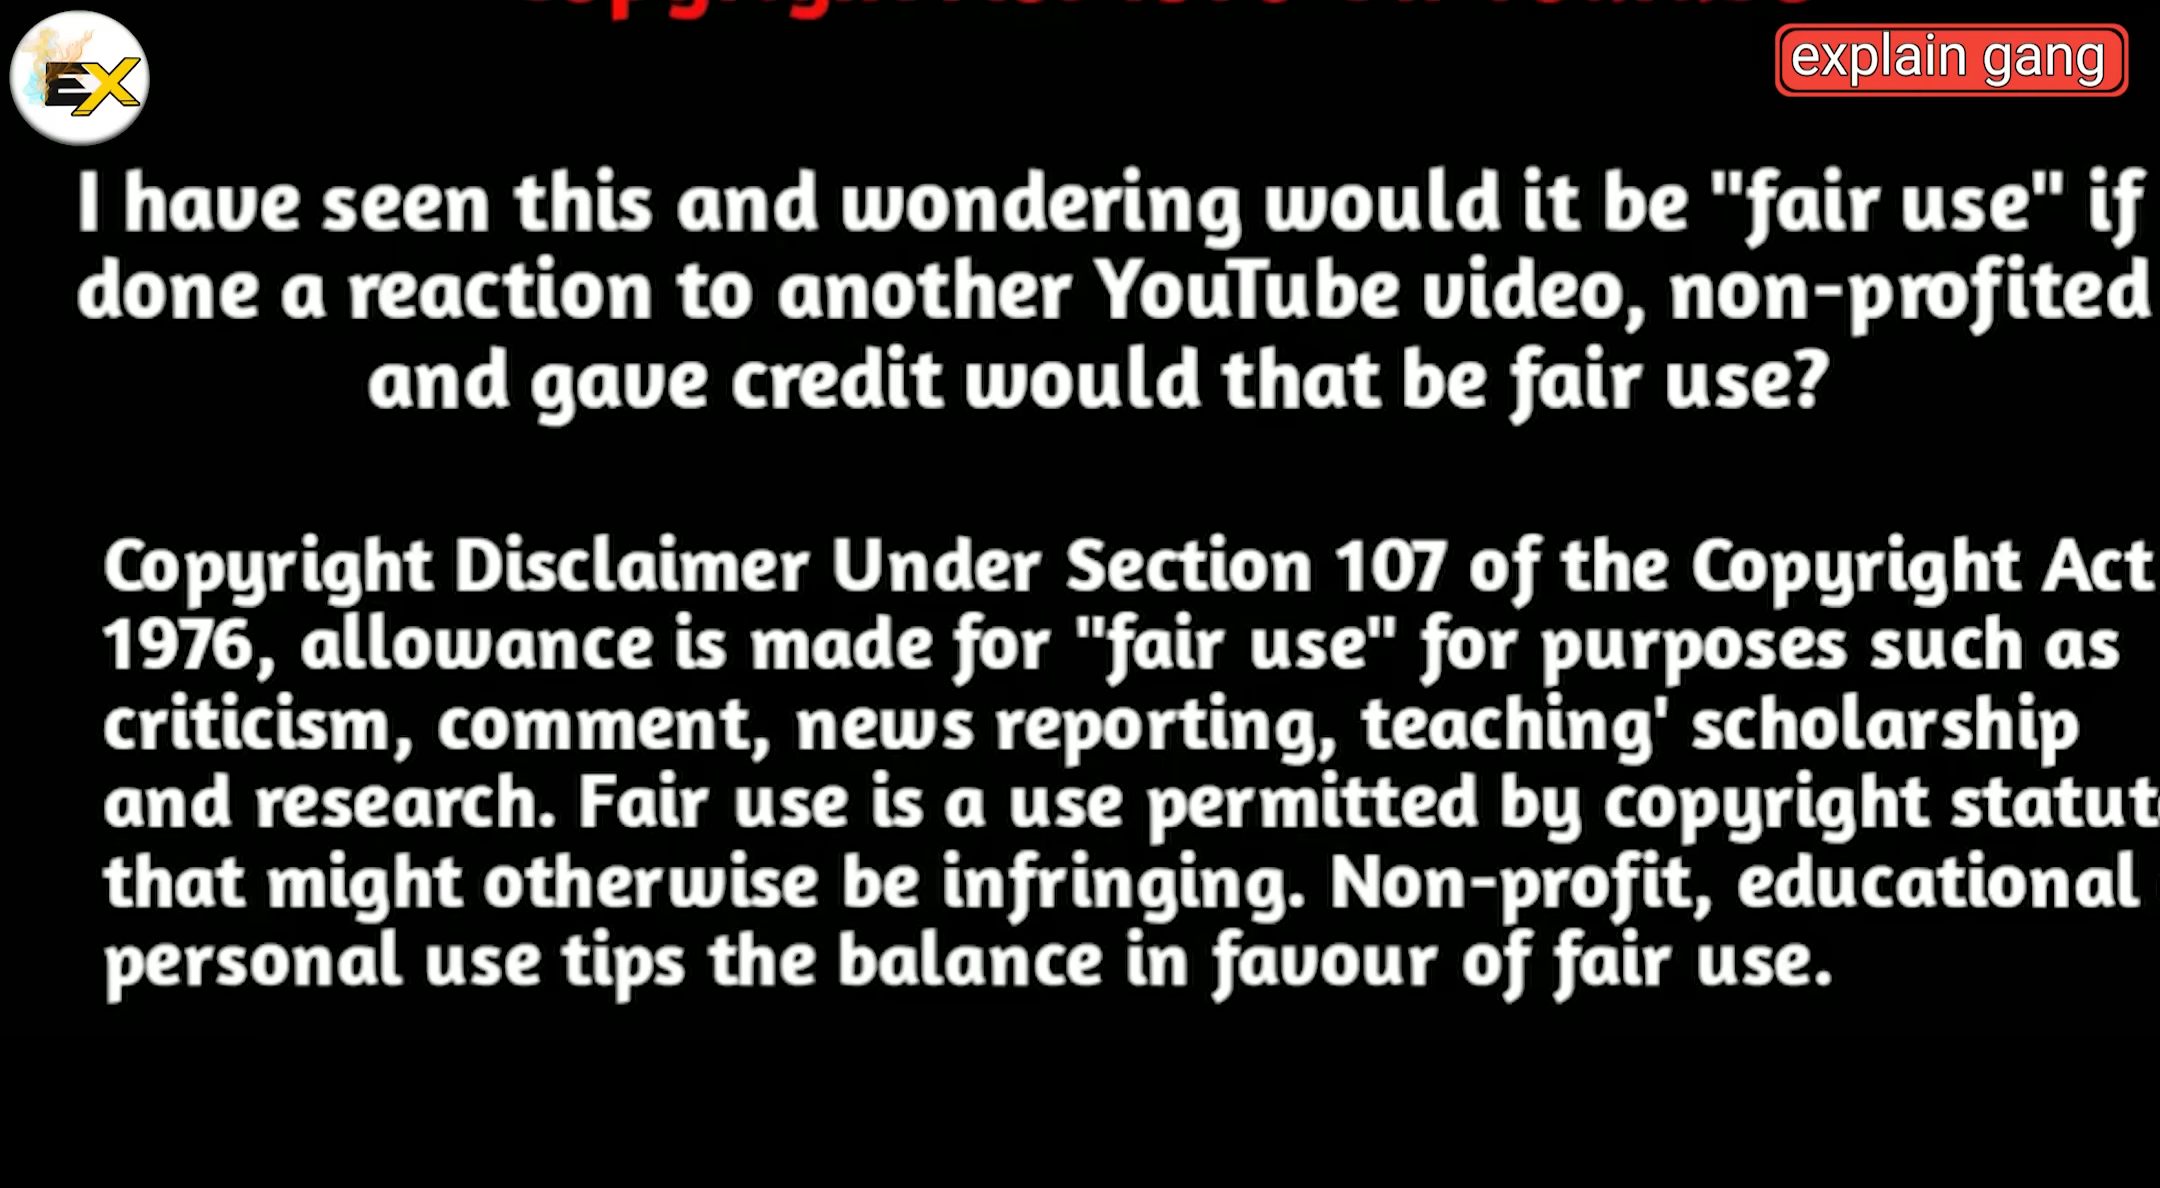 EX
explain gang
I have seen this and wondering would it be "fair use" if
done a reaction to another YouTube video, non-profited
and gave credit would that be fair use?
Copyright Disclaimer Under Section 107 of the Copyright Act
1976, allowance is made for "fair use" for purposes such as
criticism, comment, news reporting, teaching' scholarship
and research. Fair use is a use permitted by copyright
that might otherwise be infringing. Non-profit, educational
personal use tips the balance in favour of fair use.